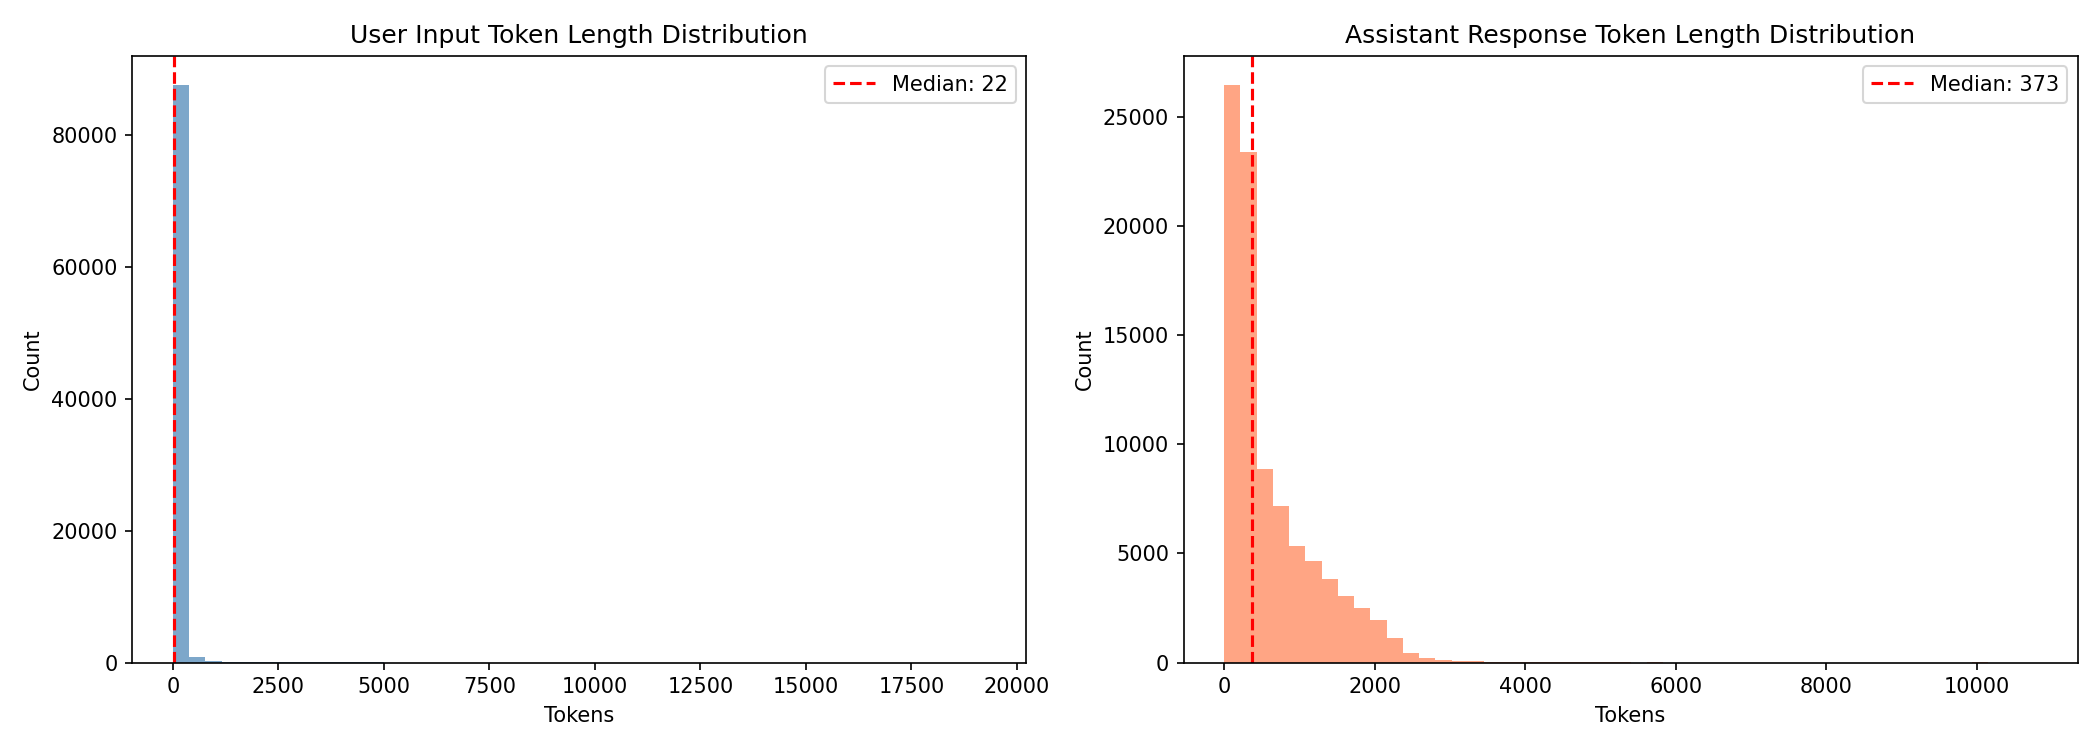 User Input Token Length Distribution
Median: 22
80000
60000
40000
20000
0
Count
0 2500 5000 7500 10000 12500 15000 17500 20000
Tokens
Assistant Response Token Length Distribution
Median: 373
25000
20000
15000
10000
5000
0
Count
0 2000 4000 6000 8000 10000
Tokens